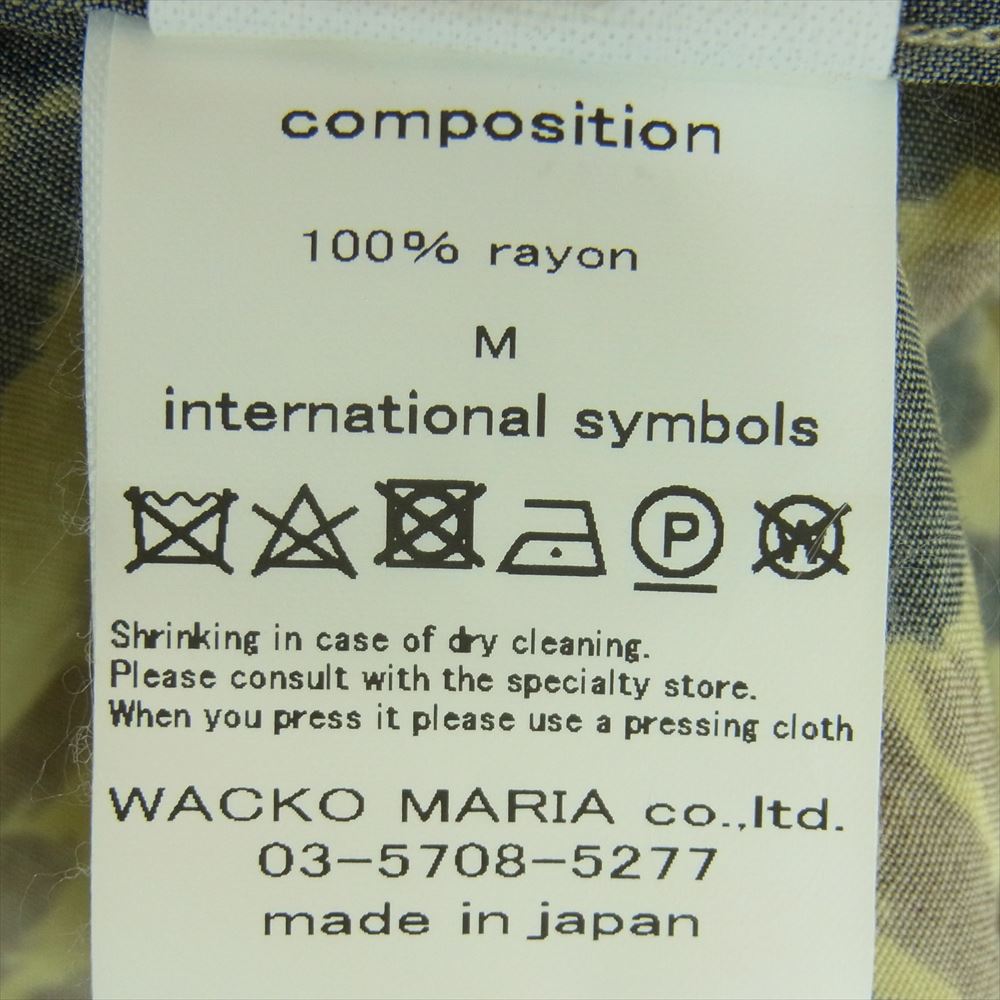 composition
100% rayon
M
international symbols
P W
Shrinking in case of dry cleaning.
Please consult with the specialty store.
When you press it please use a pressing cloth
WACKO MARIA co.,ltd.
03-5708-5277
made in japan